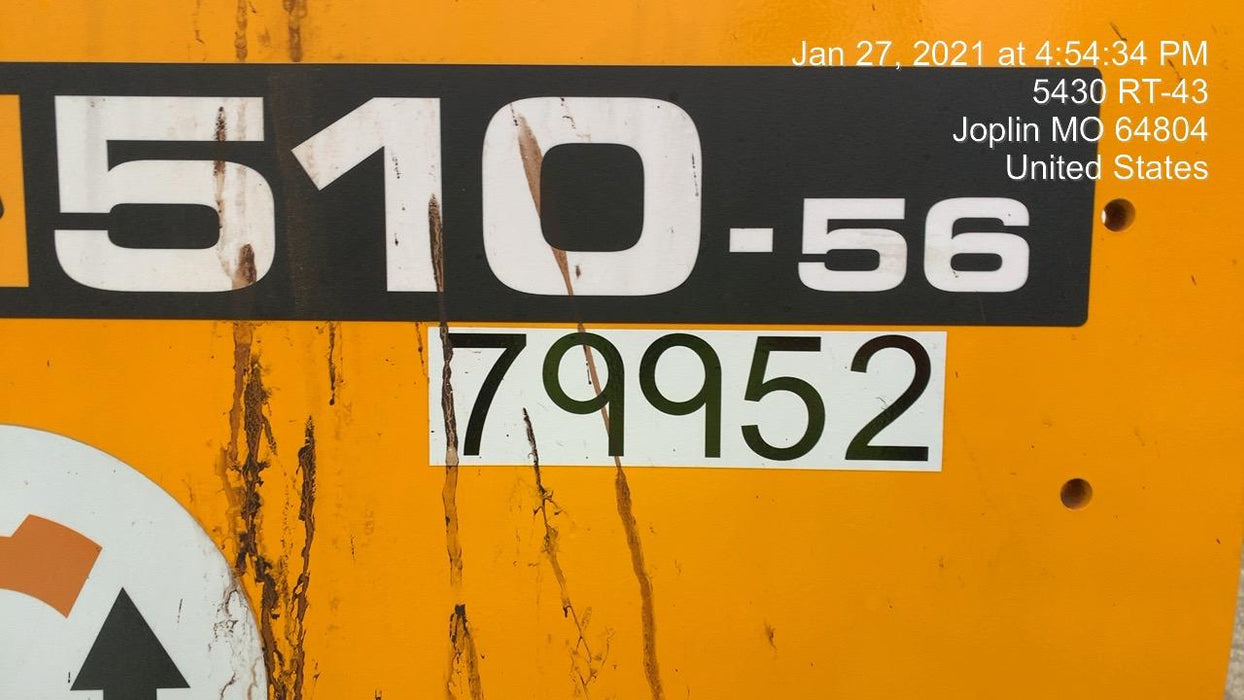 Jan 27, 2021 at 4:54:34 PM
5430 RT-43
Joplin MO 64804
United States
510-56
79952